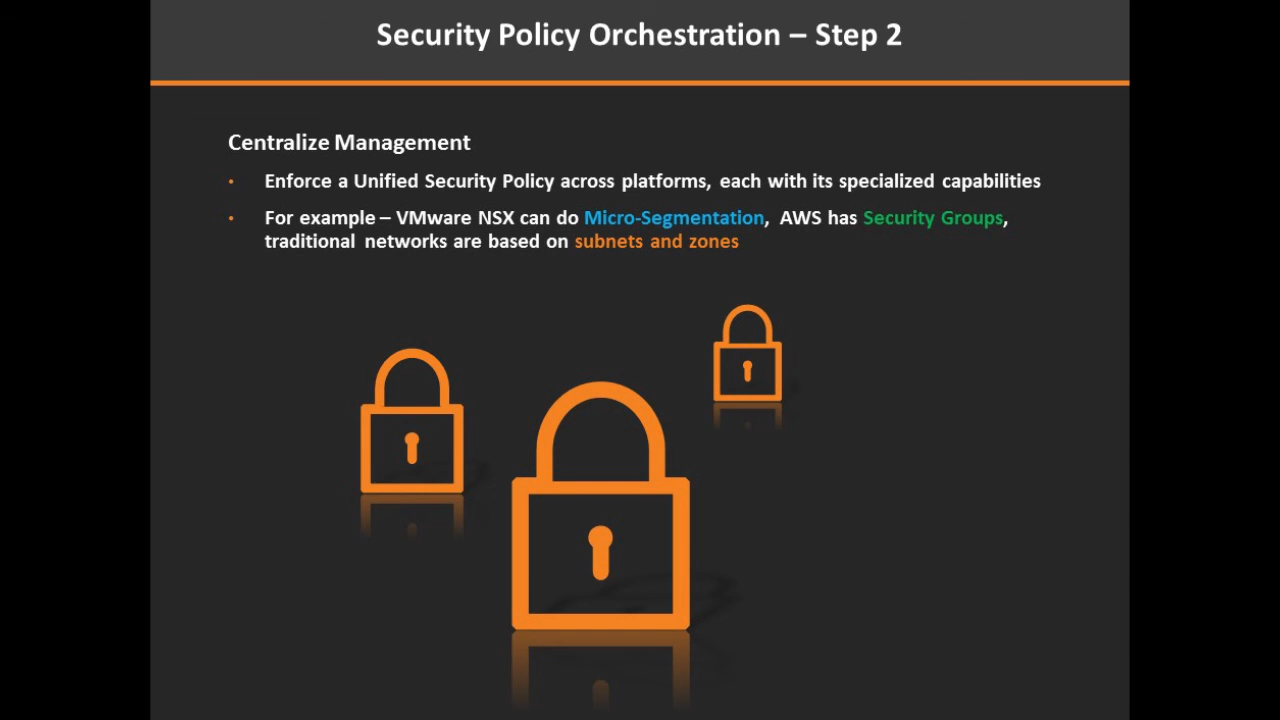 Security Policy Orchestration – Step 2
Centralize Management
• Enforce a Unified Security Policy across platforms, each with its specialized capabilities
• For example – VMware NSX can do Micro-Segmentation, AWS has Security Groups,
traditional networks are based on subnets and zones